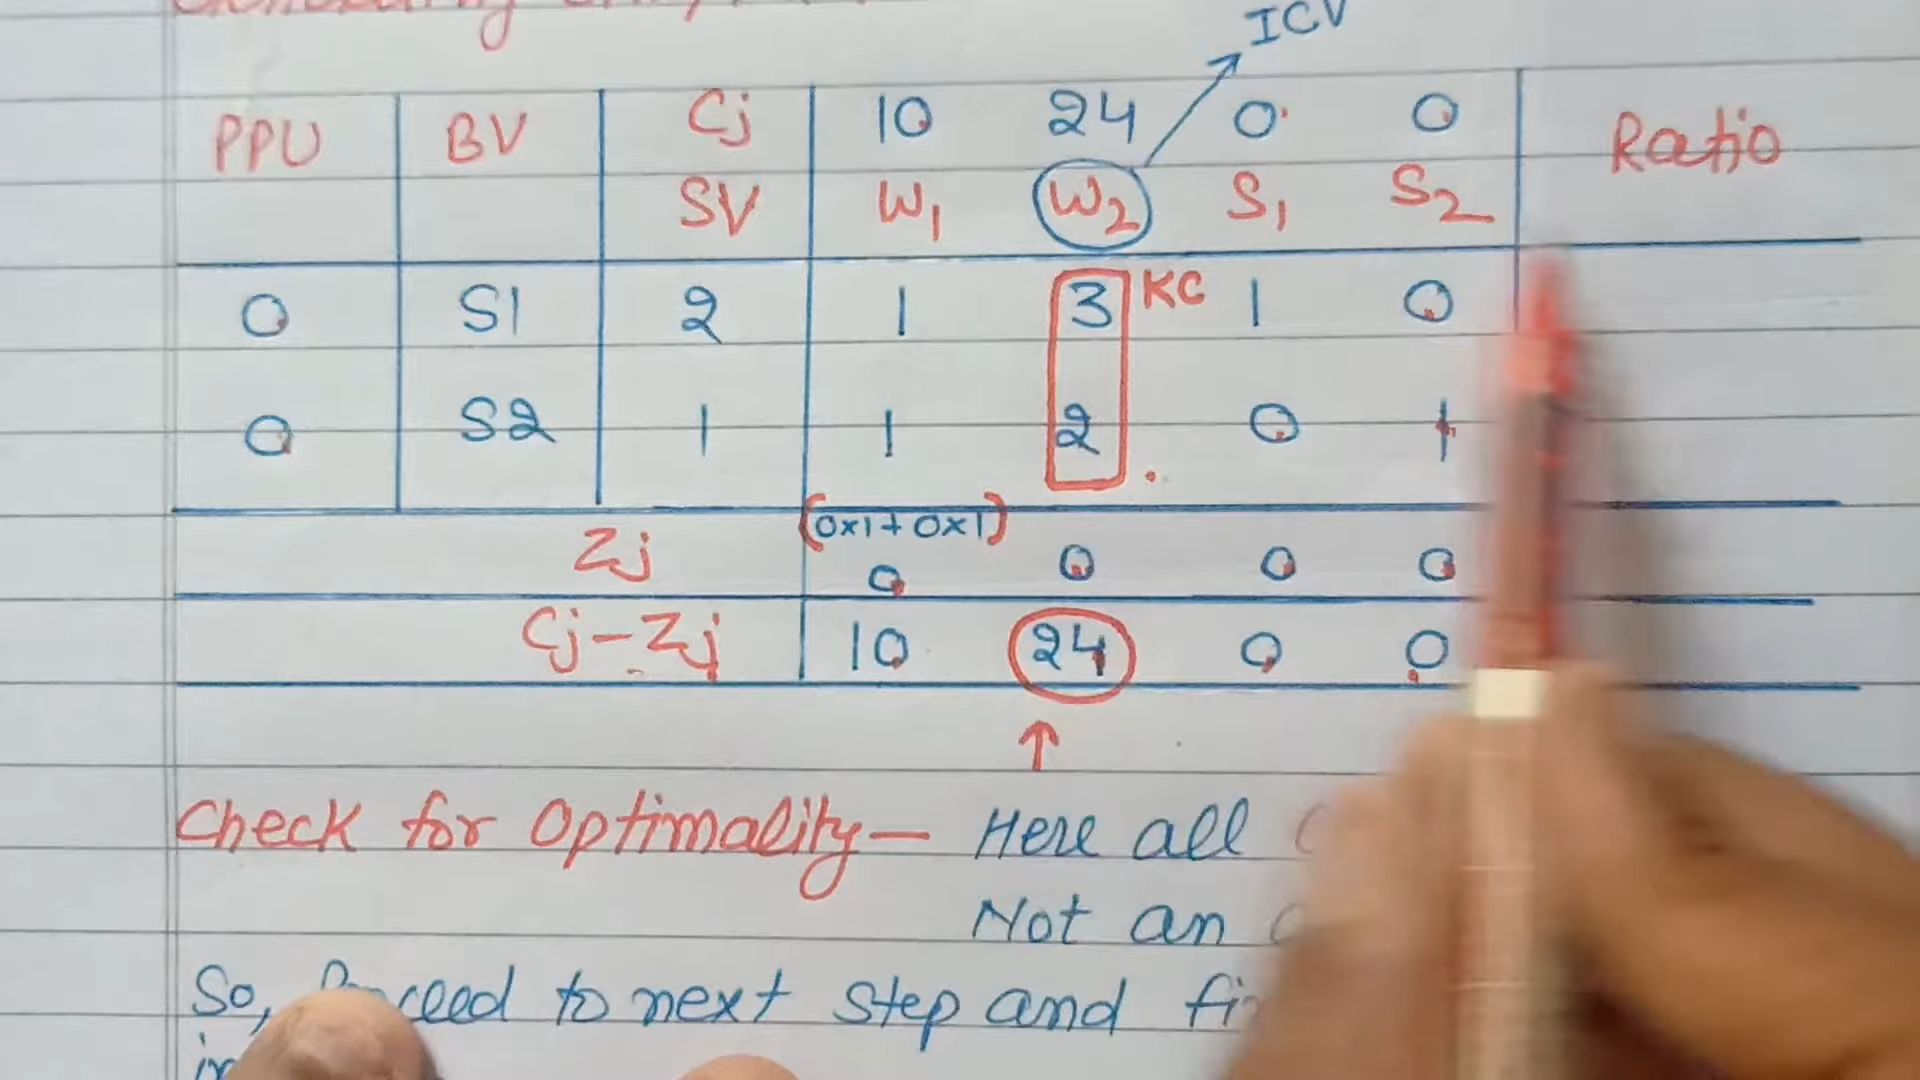 ICV
PPU BV Cj 10 24 0 0 Ratio
SV W1 W2 S1 S2
0 S1 2 1 3 KC 1 0
0 S2 1 1 2 0 1
(0x1+0x1)
Zj 0 0 0 0
Cj-Zj 10 24 0 0
Check for Optimality— Here all
Not an
So, to next step and